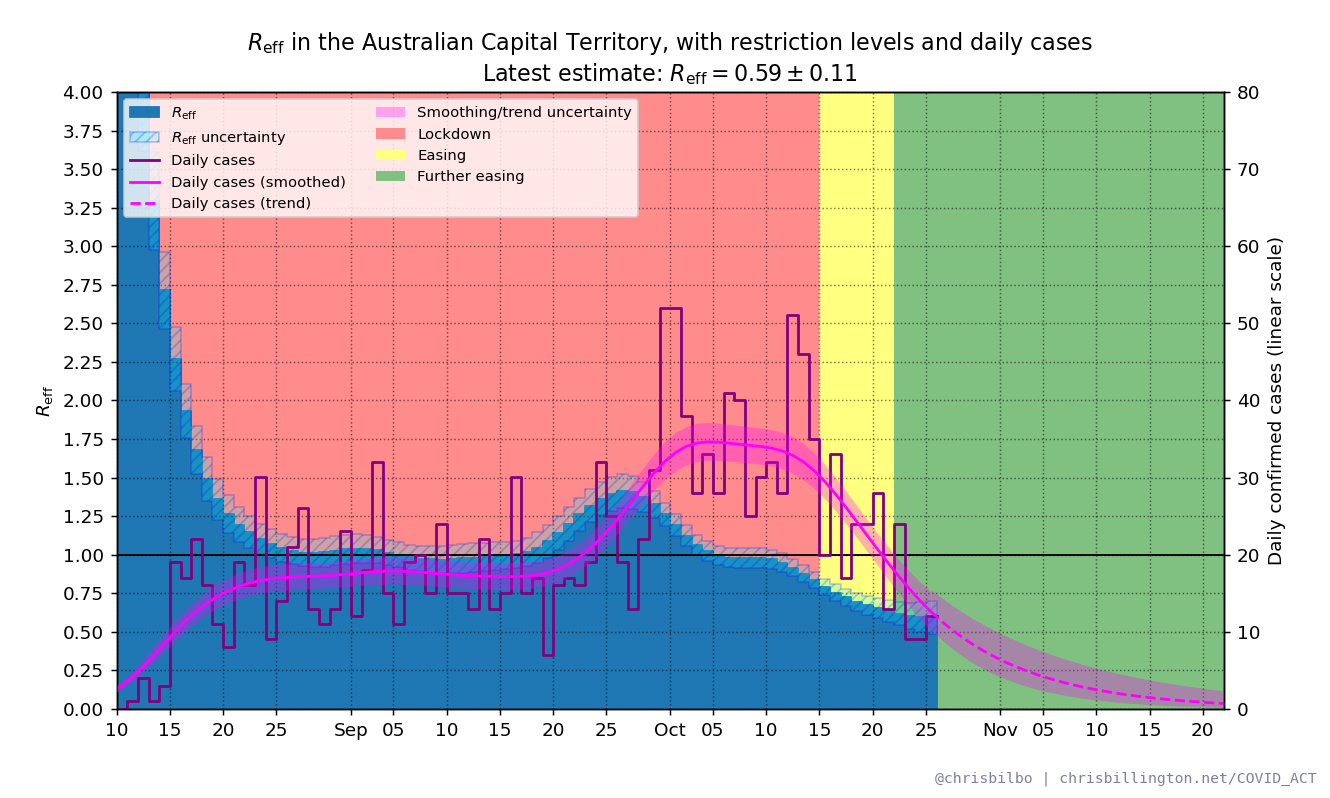 Reff in the Australian Capital Territory, with restriction levels and daily cases
Latest estimate: Reff = 0.59 ± 0.11
Reff
Reff uncertainty
Daily cases
Daily cases (smoothed)
Daily cases (trend)
Smoothing/trend uncertainty
Lockdown
Easing
Further easing
4.00
3.75
3.50
3.25
3.00
2.75
2.50
2.25
2.00
1.75
1.50
1.25
1.00
0.75
0.50
0.25
0.00
Reff
80
70
60
50
40
30
20
10
0
Daily confirmed cases (linear scale)
10 15 20 25 Sep 05 10 15 20 25 Oct 05 10 15 20 25 Nov 05 10 15 20
@chrisbilbo | chrisbillington.net/COVID_ACT